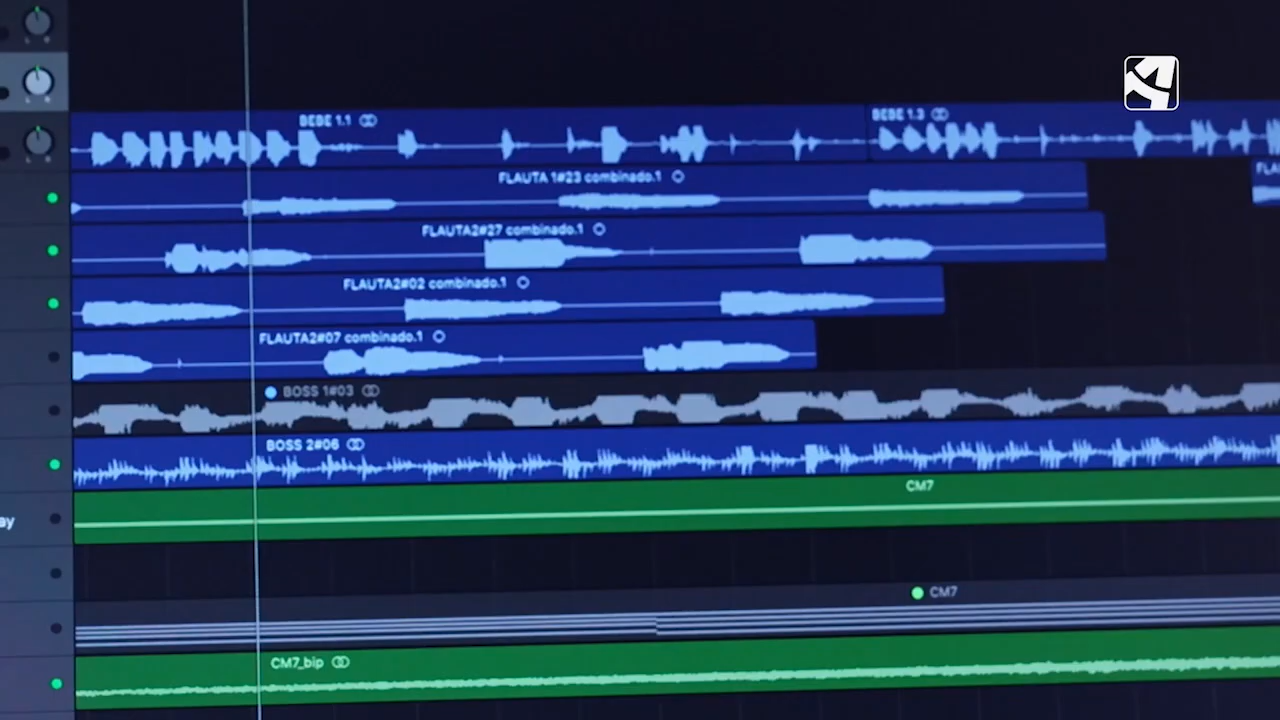 BEBE 1.1
BEBE 1.3
FLAUTA 1#23 combinado.1
FLA
FLAUTA2#27 combinado.1
FLAUTA2#02 combinado.1
FLAUTA2#07 combinado.1
BOSS 1#03
BOSS 2#06
CM7
ay
CM7
CM7_bip